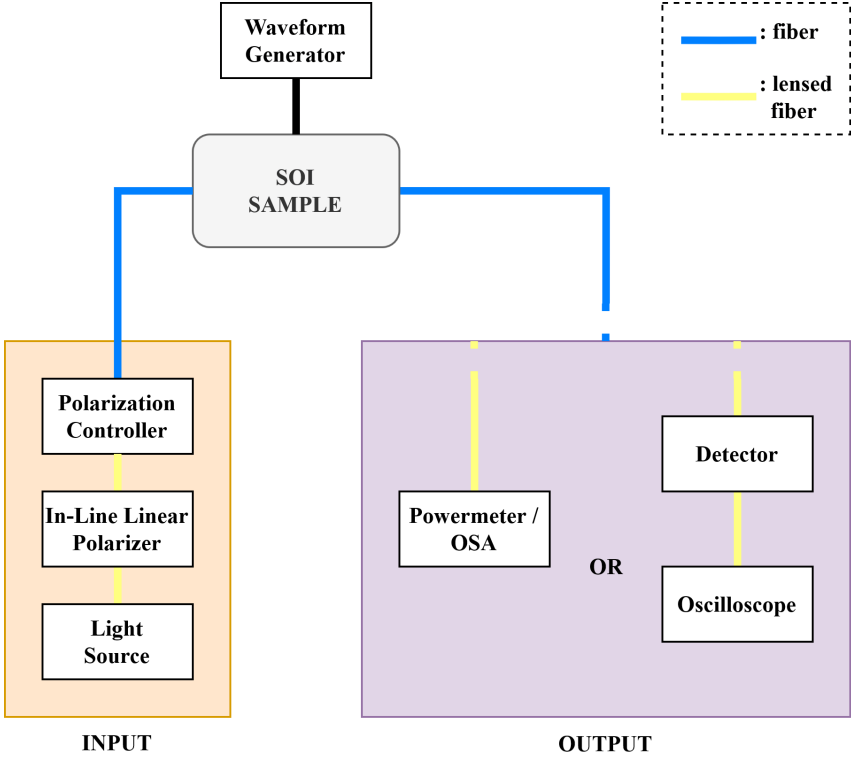 Waveform
Generator
: fiber
: lensed
fiber
SOI
SAMPLE
Polarization
Controller
In-Line Linear
Polarizer
Light
Source
INPUT
Powermeter /
OSA
OR
Detector
Oscilloscope
OUTPUT